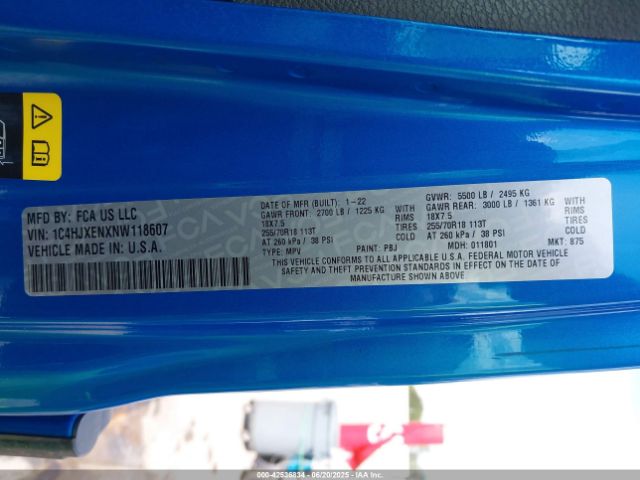 MFD BY: FCA US LLC
VIN: 1C4HJXENXNW118607
VEHICLE MADE IN U.S.A.
DATE OF MFR (BUILT): 1-22
GAWR FRONT: 2700 LB / 1225 KG WITH
18X7.5 RIMS
255/70R18 113T TIRES
AT 260 kPa / 38 PSI COLD
TYPE: MPV PAINT: PBJ
GVWR: 5500 LB / 2495 KG
GAWR REAR: 3000 LB / 1361 KG WITH
18X7.5 RIMS
255/70R18 113T TIRES
AT 260 kPa / 38 PSI COLD
MDH: 011801 MKT: 875
THIS VEHICLE CONFORMS TO ALL APPLICABLE U.S.A. FEDERAL MOTOR VEHICLE
SAFETY AND THEFT PREVENTION STANDARDS IN EFFECT ON THE DATE OF
MANUFACTURE SHOWN ABOVE
000-42536834 - 06/20/2025 - IAAI.COM